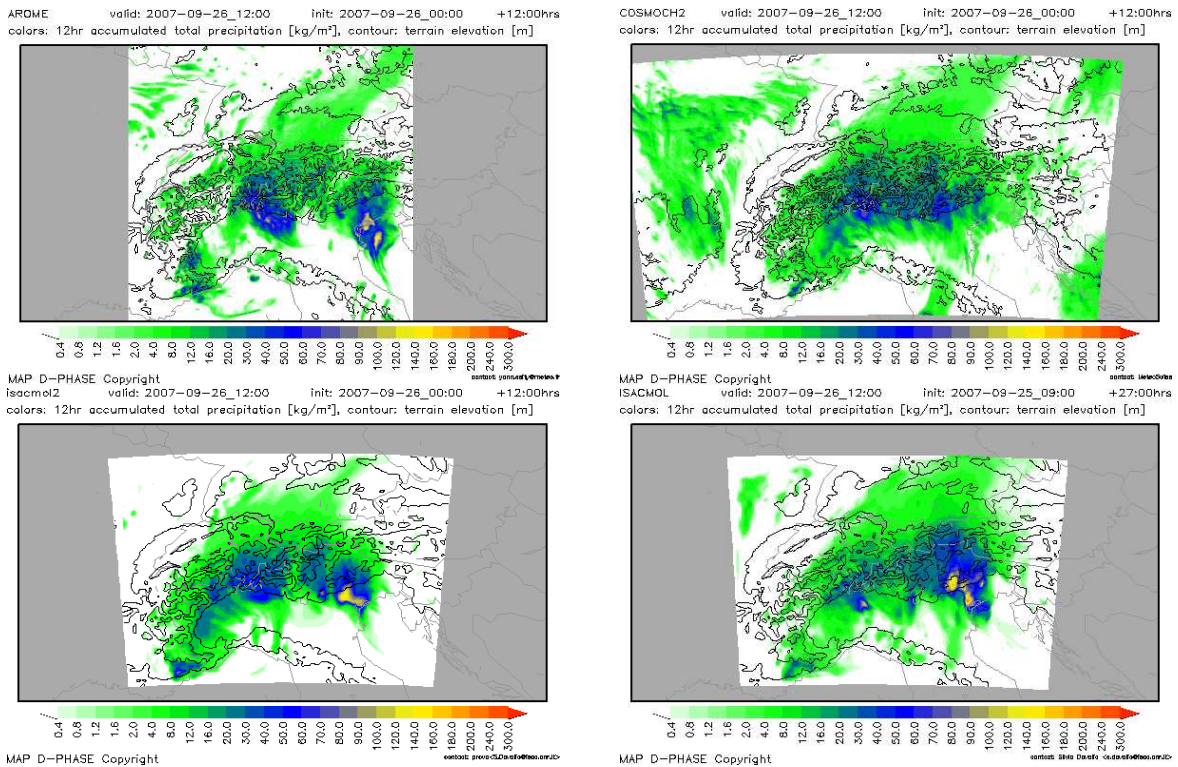 AROME valid: 2007-09-26_12:00 init: 2007-09-26_00:00 +12:00hrs
colors: 12hr accumulated total precipitation [kg/m²], contour: terrain elevation [m]
0.4 0.8 1.2 1.6 2.0 4.0 8.0 12.0 16.0 20.0 30.0 40.0 50.0 60.0 70.0 80.0 90.0 100.0 120.0 140.0 160.0 180.0 200.0 240.0 300.0
MAP D-PHASE Copyright
COSMOCH2 valid: 2007-09-26_12:00 init: 2007-09-26_00:00 +12:00hrs
colors: 12hr accumulated total precipitation [kg/m²], contour: terrain elevation [m]
0.4 0.8 1.2 1.6 2.0 4.0 8.0 12.0 16.0 20.0 30.0 40.0 50.0 60.0 70.0 80.0 90.0 100.0 120.0 140.0 160.0 180.0 200.0 240.0 300.0
MAP D-PHASE Copyright
contact: MeteoSwiss
isacmol2 valid: 2007-09-26_12:00 init: 2007-09-26_00:00 +12:00hrs
colors: 12hr accumulated total precipitation [kg/m²], contour: terrain elevation [m]
0.4 0.8 1.2 1.6 2.0 4.0 8.0 12.0 16.0 20.0 30.0 40.0 50.0 60.0 70.0 80.0 90.0 100.0 120.0 140.0 160.0 180.0 200.0 240.0 300.0
MAP D-PHASE Copyright
ISACMOL valid: 2007-09-26_12:00 init: 2007-09-25_09:00 +27:00hrs
colors: 12hr accumulated total precipitation [kg/m²], contour: terrain elevation [m]
0.4 0.8 1.2 1.6 2.0 4.0 8.0 12.0 16.0 20.0 30.0 40.0 50.0 60.0 70.0 80.0 90.0 100.0 120.0 140.0 160.0 180.0 200.0 240.0 300.0
MAP D-PHASE Copyright
contact: Silvio Davolio